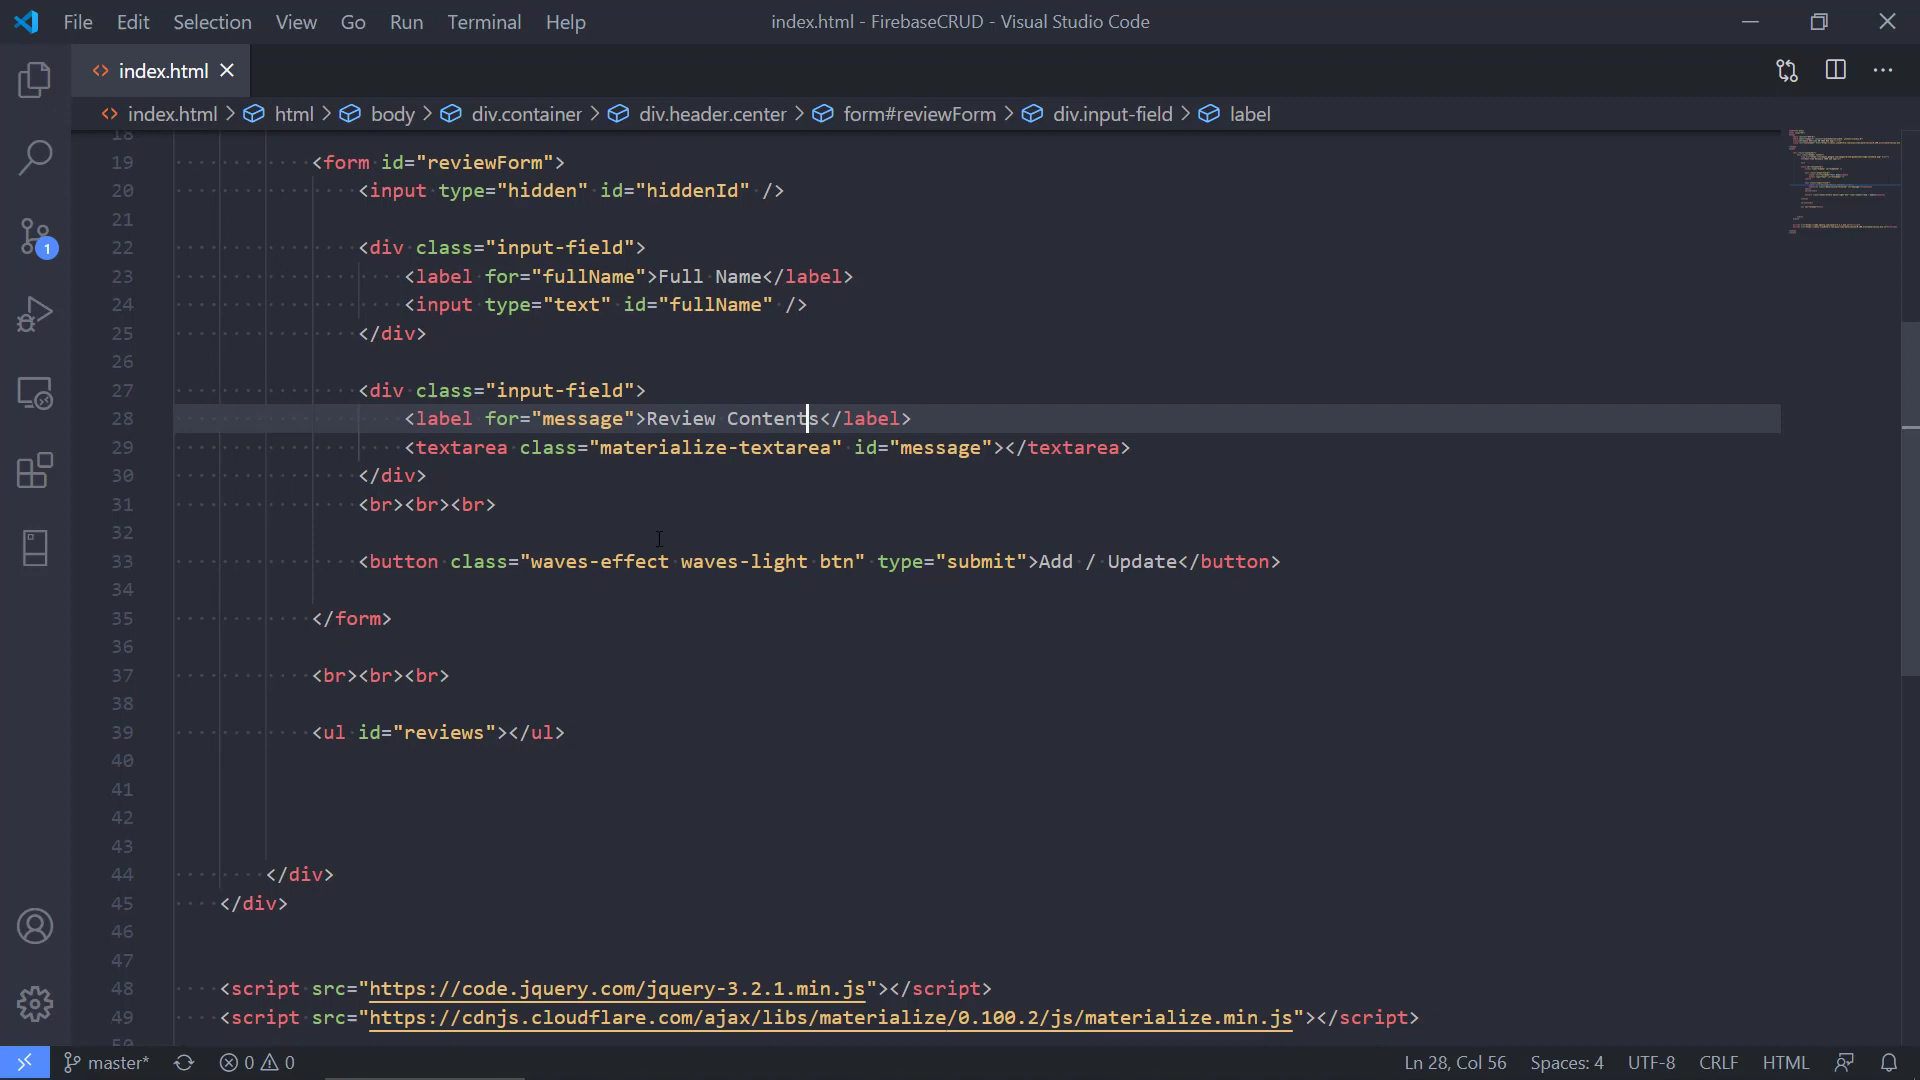 File Edit Selection View Go Run Terminal Help index.html - FirebaseCRUD - Visual Studio Code
index.html
index.html > html > body > div.container > div.header.center > form#reviewForm > div.input-field > label
18
19 <form id="reviewForm">
20 <input type="hidden" id="hiddenId" />
21
22 <div class="input-field">
23 <label for="fullName">Full Name</label>
24 <input type="text" id="fullName" />
25 </div>
26
27 <div class="input-field">
28 <label for="message">Review Contents</label>
29 <textarea class="materialize-textarea" id="message"></textarea>
30 </div>
31 <br><br><br>
32
33 <button class="waves-effect waves-light btn" type="submit">Add / Update</button>
34
35 </form>
36
37 <br><br><br>
38
39 <ul id="reviews"></ul>
40
41
42
43
44 </div>
45 </div>
46
47
48 <script src="https://code.jquery.com/jquery-3.2.1.min.js"></script>
49 <script src="https://cdnjs.cloudflare.com/ajax/libs/materialize/0.100.2/js/materialize.min.js"></script>
50
1
master* 0 0 Ln 28, Col 56 Spaces: 4 UTF-8 CRLF HTML